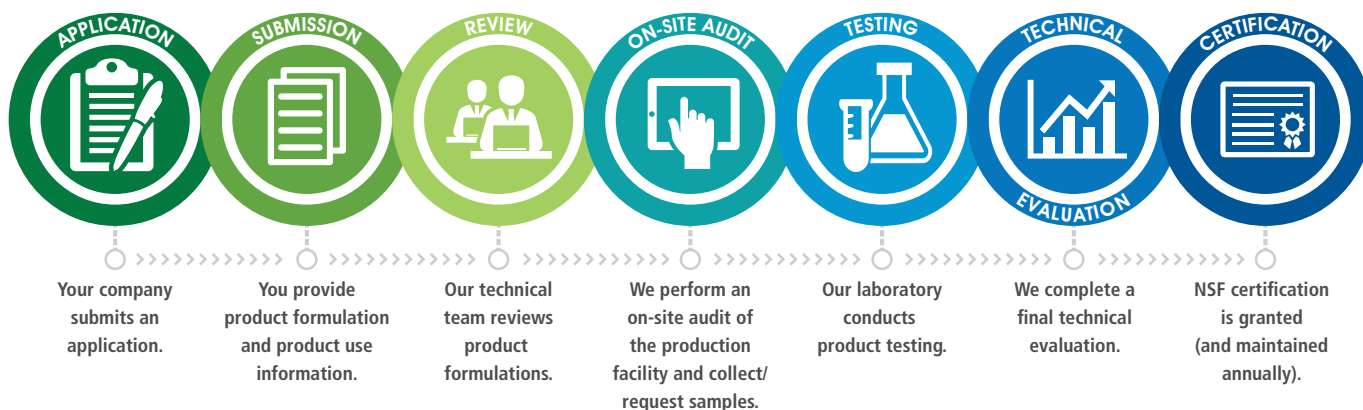 APPLICATION
SUBMISSION
REVIEW
ON-SITE AUDIT
TESTING
TECHNICAL
EVALUATION
CERTIFICATION
Your company
submits an
application.
You provide
product formulation
and product use
information.
Our technical
team reviews
product
formulations.
We perform an
on-site audit of
the production
facility and collect/
request samples.
Our laboratory
conducts
product testing.
We complete a
final technical
evaluation.
NSF certification
is granted
(and maintained
annually).